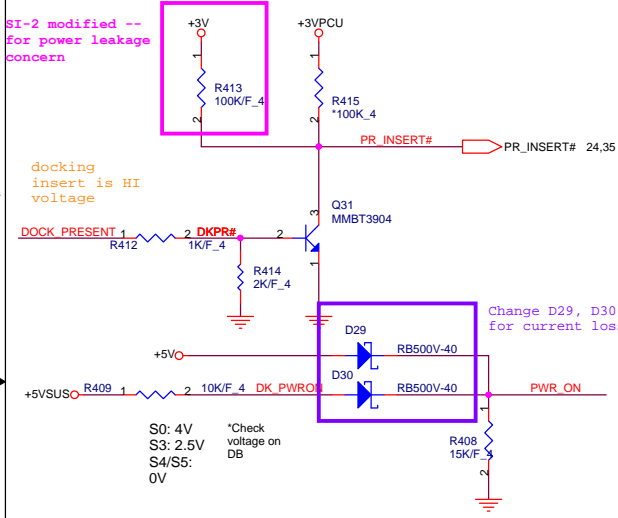 SI-2 modified --
for power leakage
concern
+3V
1
R413
100K/F_4
2
+3VPCU
1
R415
*100K_4
2
PR_INSERT#
PR_INSERT# 24,35
docking
insert is HI
voltage
Q31
MMBT3904
3
2
1
DOCK_PRESENT
1
R412
2
1K/F_4
DKPR#
R414
2K/F_4
Change D29, D30
for current los
D29
+5V
RB500V-40
D30
+5VSUS
R409
1
2
10K/F_4
DK_PWRON
RB500V-40
PWR_ON
S0: 4V
S3: 2.5V
S4/S5:
0V
*Check
voltage on
DB
1
R408
15K/F_4
2